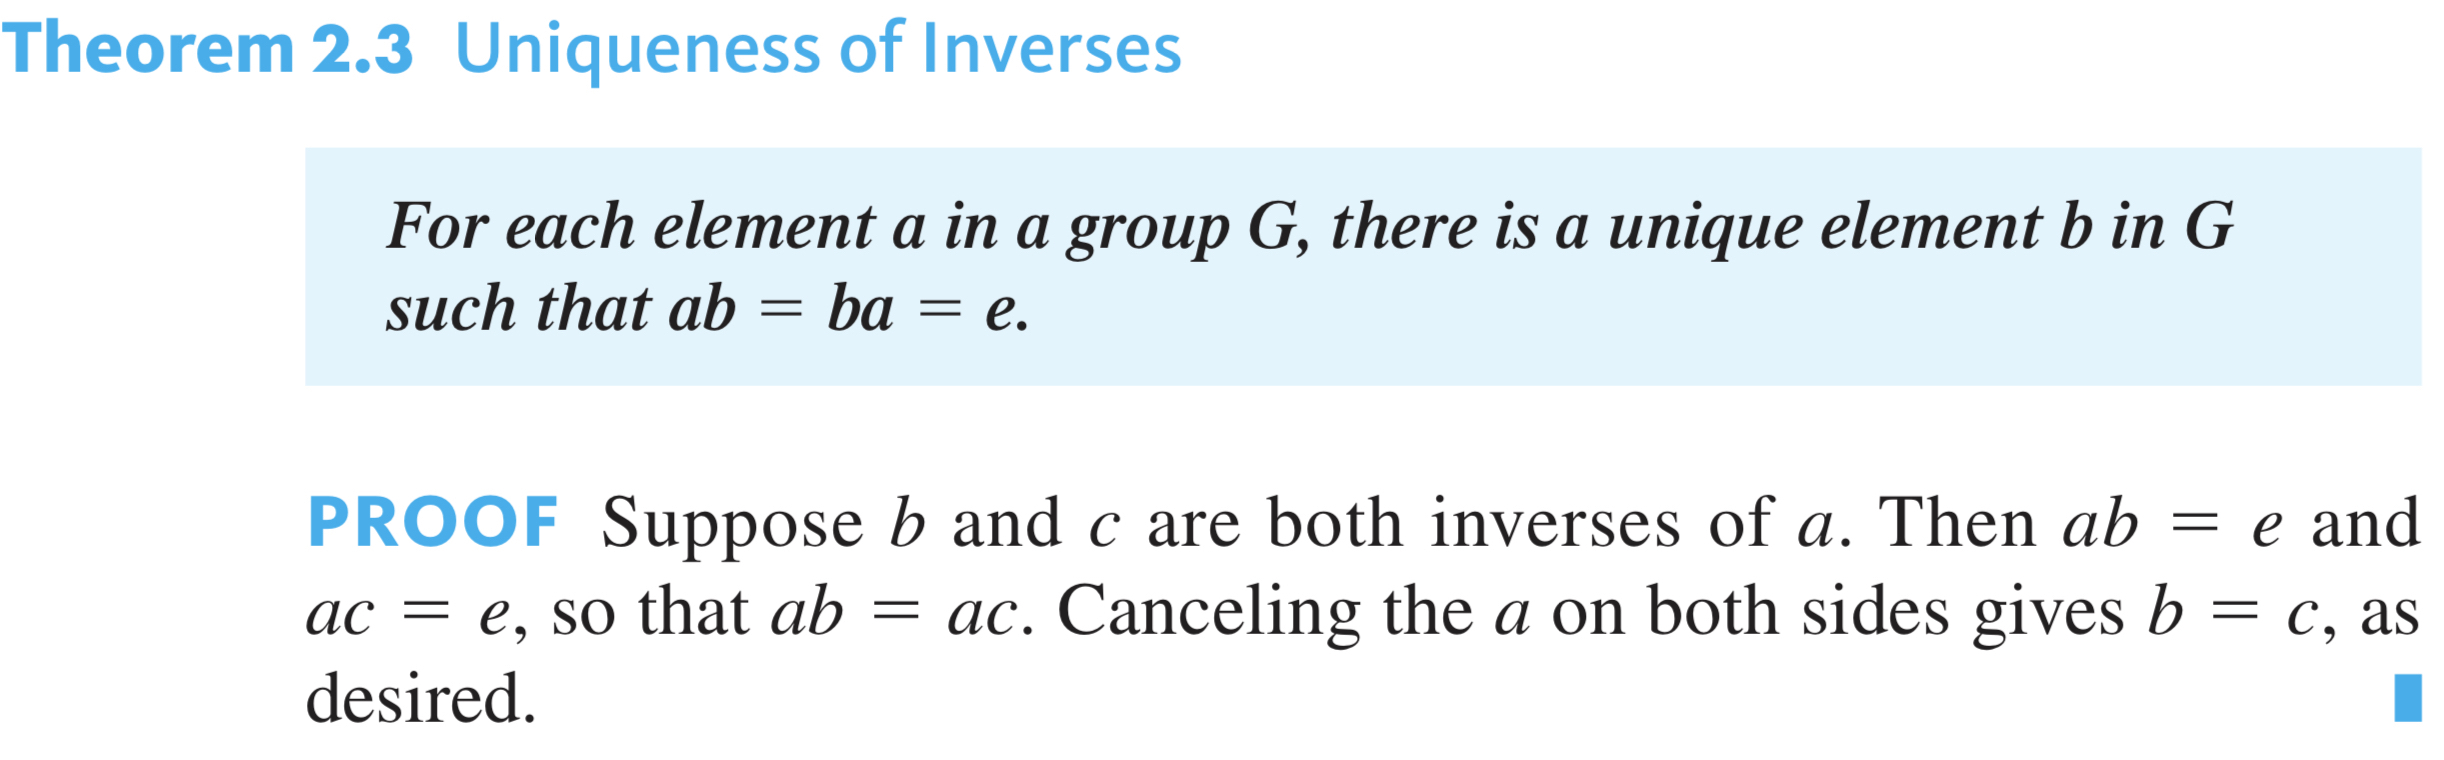 Theorem 2.3 Uniqueness of Inverses
For each element a in a group G, there is a unique element b in G
such that ab = ba = e.
PROOF Suppose b and c are both inverses of a. Then ab = e and
ac = e, so that ab = ac. Canceling the a on both sides gives b = c, as
desired.